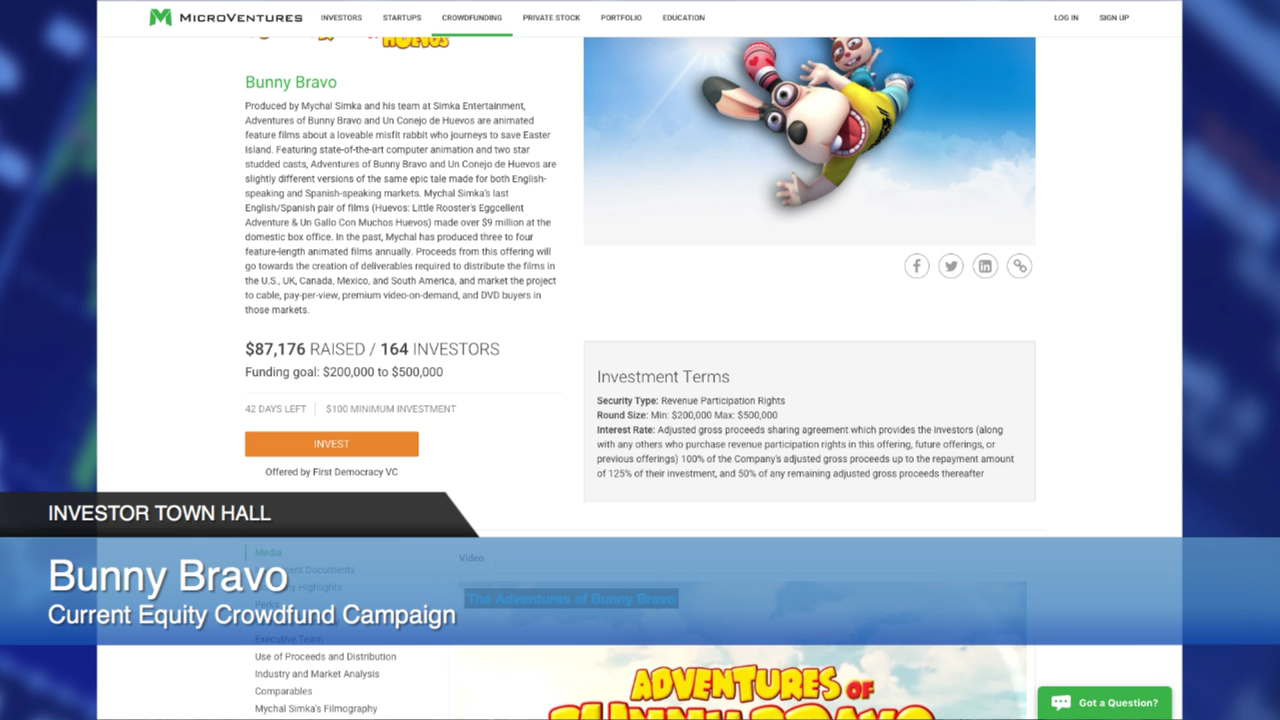 MICROVENTURES
INVESTORS STARTUPS CROWDFUNDING PRIVATE STOCK PORTFOLIO EDUCATION LOG IN SIGN UP
HUEVOS
Bunny Bravo
Produced by Mychal Simka and his team at Simka Entertainment,
Adventures of Bunny Bravo and Un Conejo de Huevos are animated
feature films about a loveable misfit rabbit who journeys to save Easter
Island. Featuring state-of-the-art computer animation and two star
studded casts, Adventures of Bunny Bravo and Un Conejo de Huevos are
slightly different versions of the same epic tale made for both English-
speaking and Spanish-speaking markets. Mychal Simka's last
English/Spanish pair of films (Huevos: Little Rooster's Eggcellent
Adventure & Un Gallo Con Muchos Huevos) made over $9 million at the
domestic box office. In the past, Mychal has produced three to four
feature-length animated films annually. Proceeds from this offering will
go towards the creation of deliverables required to distribute the films in
the U.S., UK, Canada, Mexico, and South America, and market the project
to cable, pay-per-view, premium video-on-demand, and DVD buyers in
those markets.
$87,176 RAISED / 164 INVESTORS
Funding goal: $200,000 to $500,000
42 DAYS LEFT $100 MINIMUM INVESTMENT
INVEST
Offered by First Democracy VC
Investment Terms
Security Type: Revenue Participation Rights
Round Size: Min: $200,000 Max: $500,000
Interest Rate: Adjusted gross proceeds sharing agreement which provides the investors (along
with any others who purchase revenue participation rights in this offering, future offerings, or
previous offerings) 100% of the Company's adjusted gross proceeds up to the repayment amount
of 125% of their investment, and 50% of any remaining adjusted gross proceeds thereafter
INVESTOR TOWN HALL
Bunny Bravo
Current Equity Crowdfund Campaign
Media
Documents
Highlights
Executive Team
Use of Proceeds and Distribution
Industry and Market Analysis
Comparables
Mychal Simka's Filmography
Video
The Adventures of Bunny Bravo
ADVENTURES OF
BUNNY BRAVO
Got a Question?